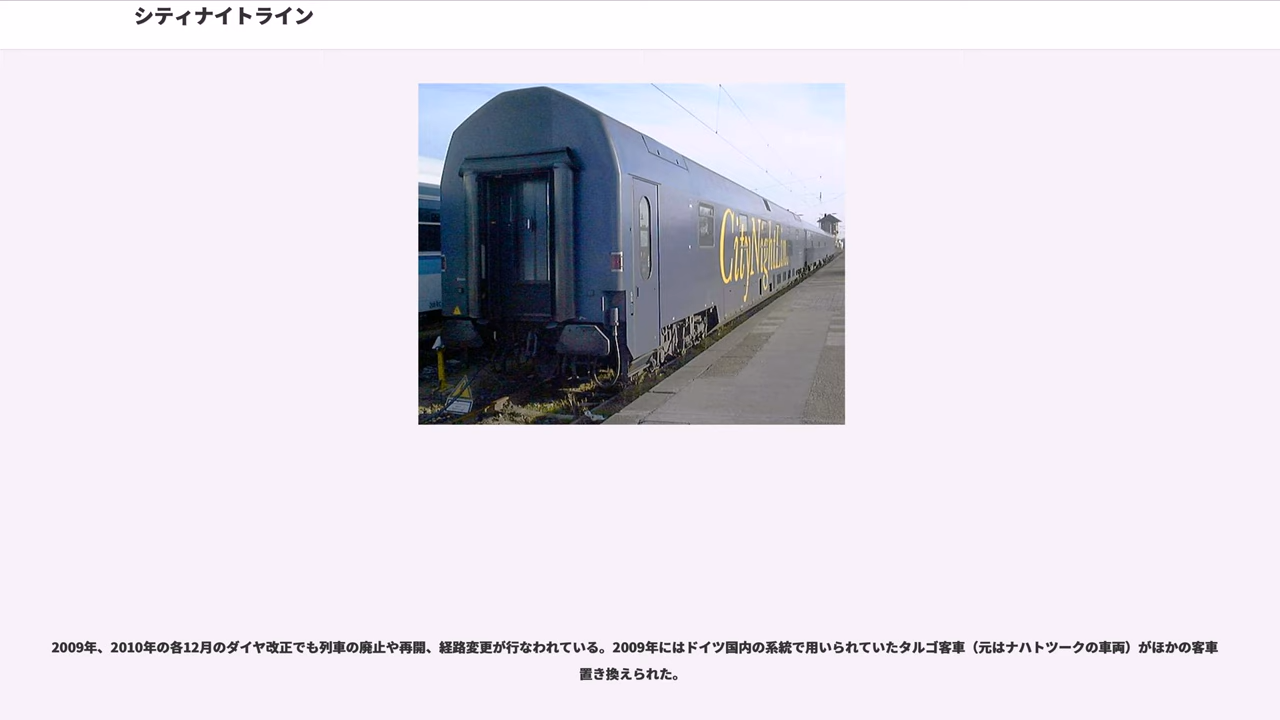 シティナイトライン
CityNightLine
2009年、2010年の各12月のダイヤ改正でも列車の廃止や再開、経路変更が行なわれている。2009年にはドイツ国内の系統で用いられていたタルゴ客車（元はナハトツークの車両）がほかの客車
置き換えられた。